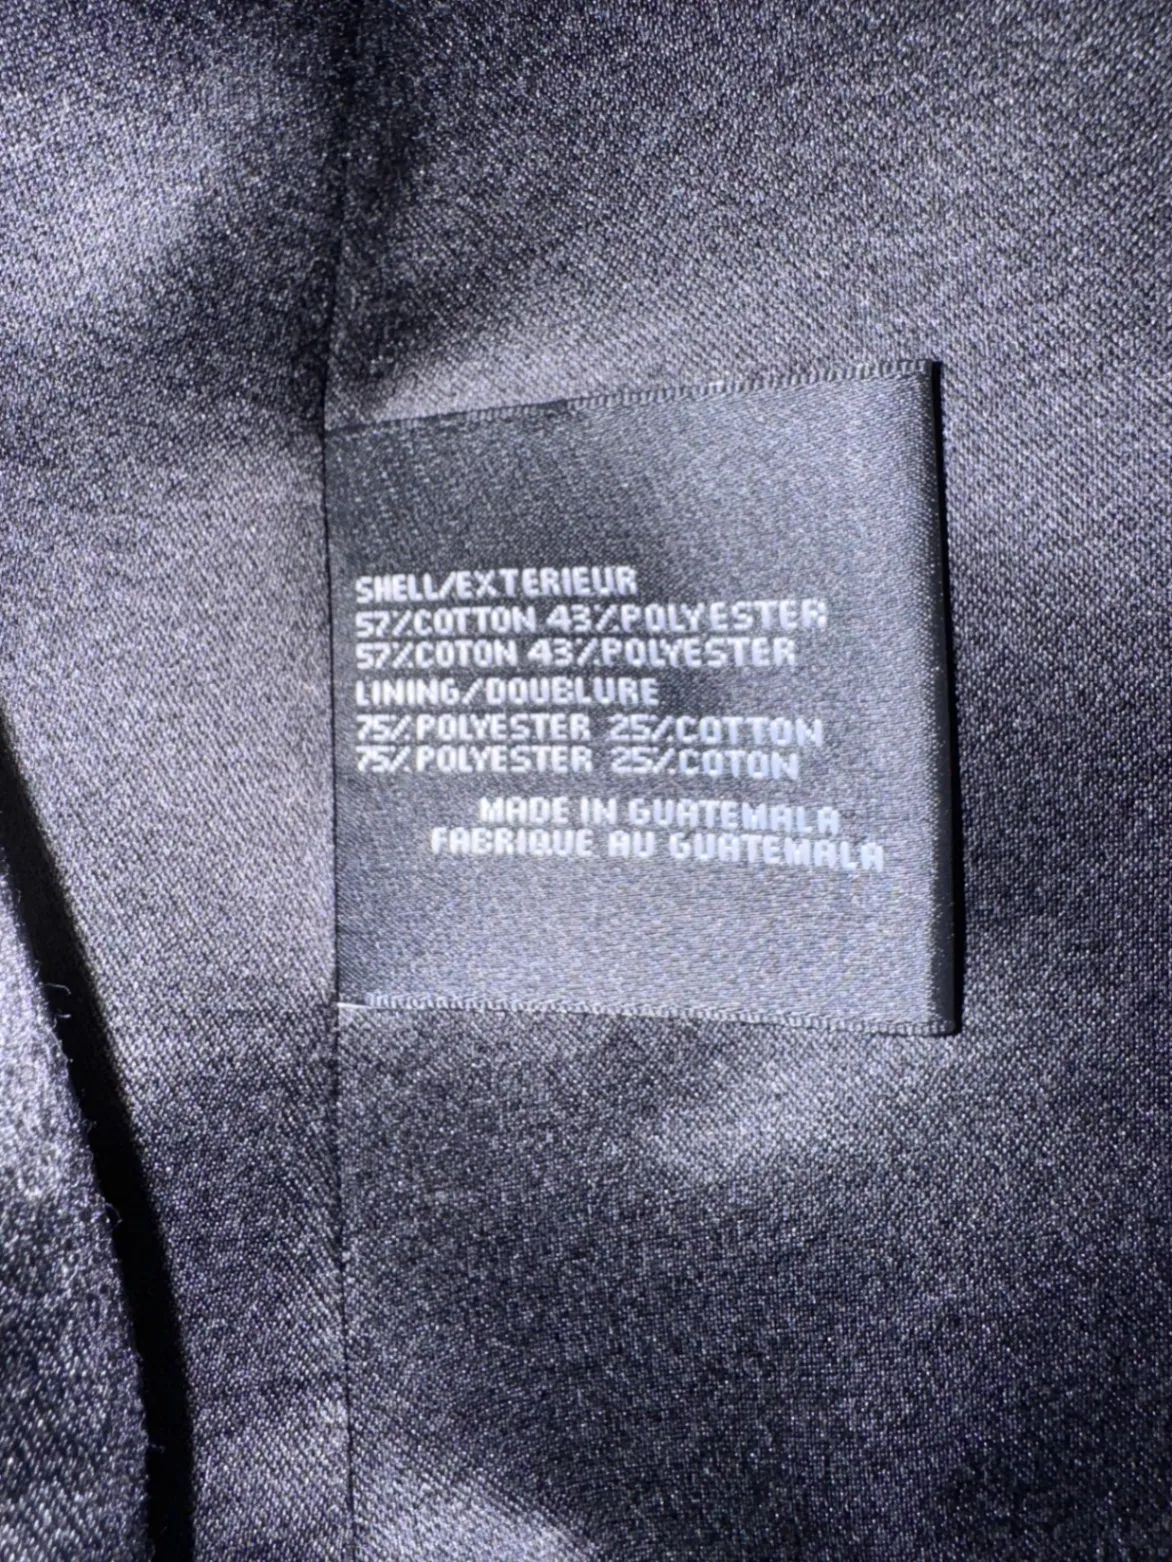 SHELL/EXTERIEUR
57%COTTON 43%POLYESTER
57%COTON 43%POLYESTER
LINING/DOUBLURE
75%POLYESTER 25%COTTON
75%POLYESTER 25%COTON
MADE IN GUATEMALA
FABRIQUE AU GUATEMALA